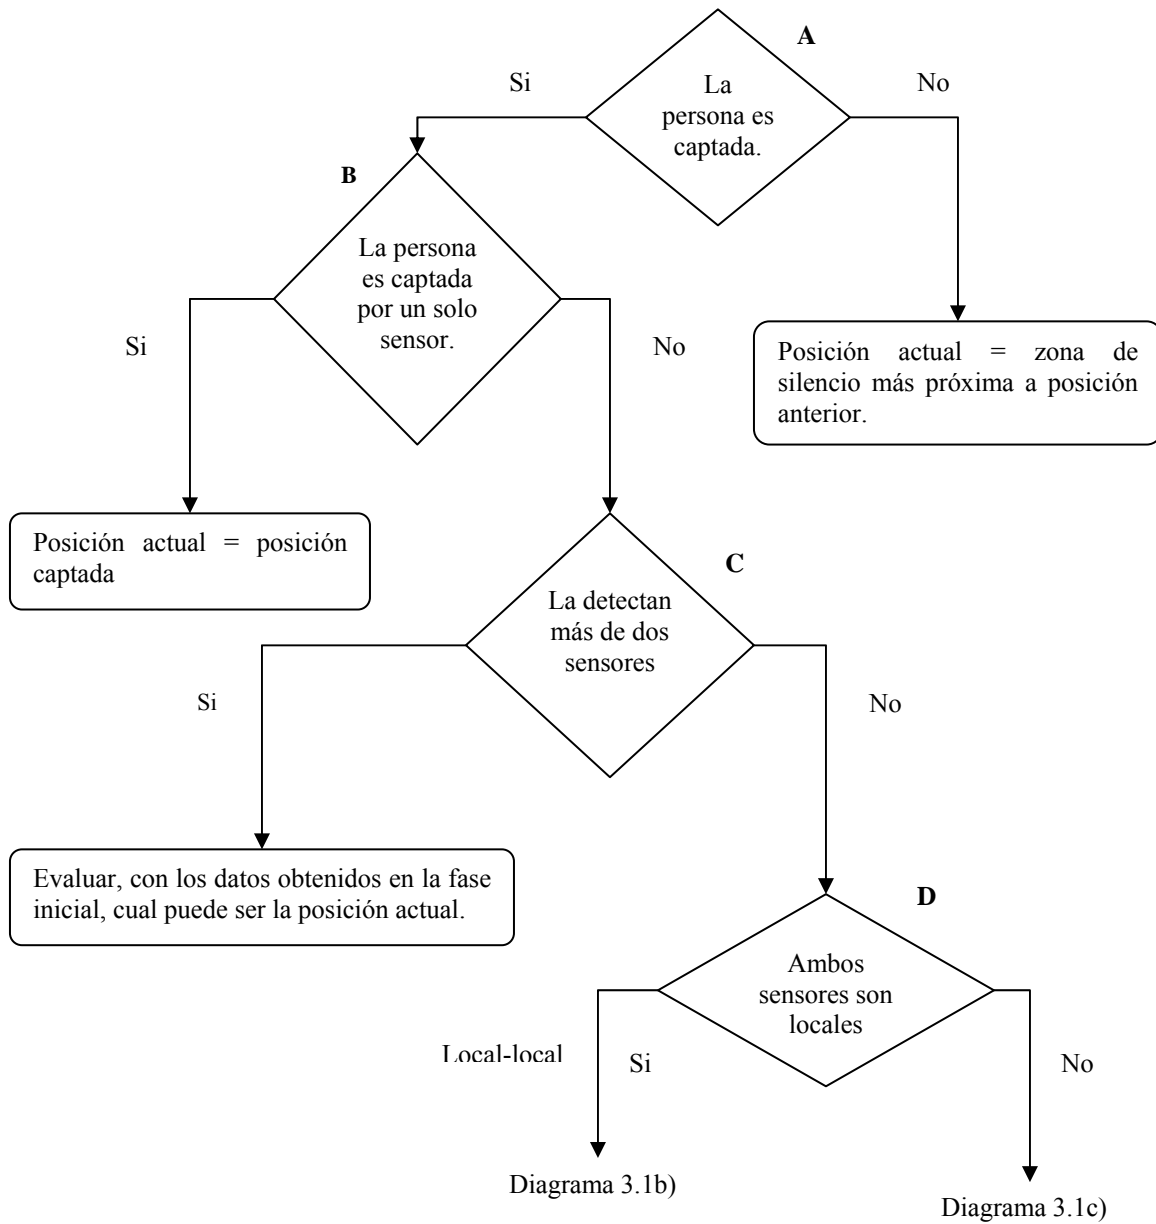 A
Si
No
La
persona es
captada.
B
La persona
es captada
por un solo
sensor.
Si
No
Posición actual = zona de
silencio más próxima a posición
anterior.
Posición actual = posición
captada
C
La detectan
más de dos
sensores
Si
No
Evaluar, con los datos obtenidos en la fase
inicial, cual puede ser la posición actual.
D
Ambos
sensores son
locales
Local-local
Si
No
Diagrama 3.1b)
Diagrama 3.1c)